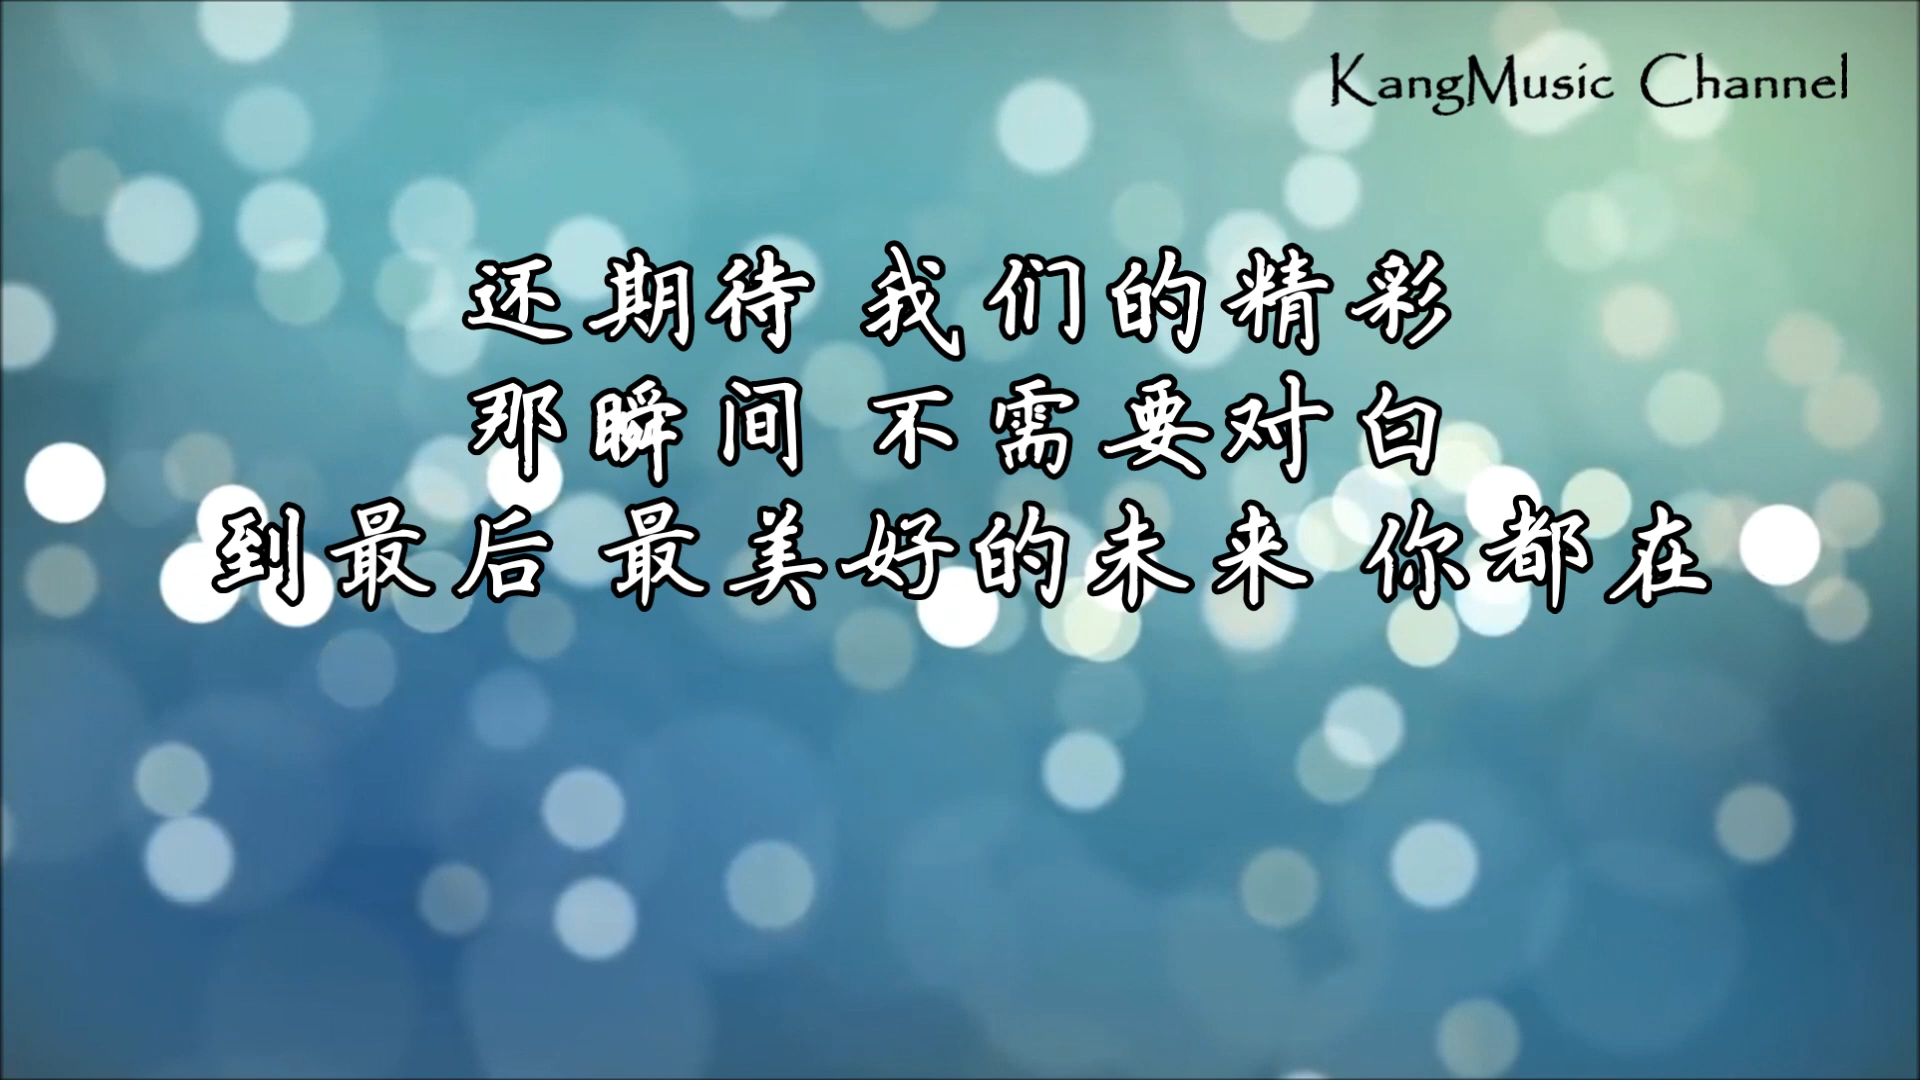 KangMusic Channel
还期待 我们的精彩
那瞬间 不需要对白
到最后 最美好的未来 你都在